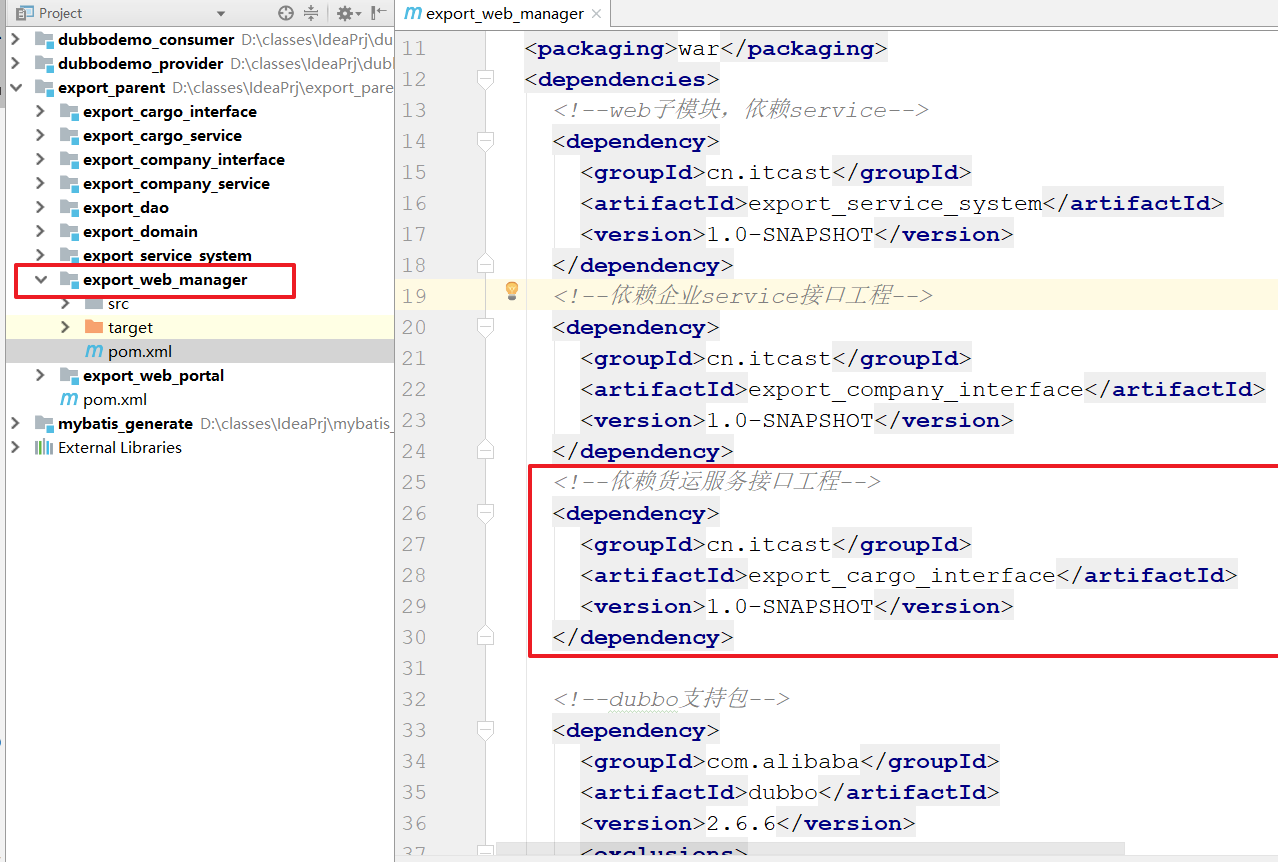 Project
dubbodemo_consumer D:\classes\IdeaPrj\du
dubbodemo_provider D:\classes\IdeaPrj\dub
export_parent D:\classes\IdeaPrj\export_pare
export_cargo_interface
export_cargo_service
export_company_interface
export_company_service
export_dao
export_domain
export_service_system
export_web_manager
src
target
pom.xml
export_web_portal
pom.xml
mybatis_generate D:\classes\IdeaPrj\mybatis_
External Libraries
export_web_manager
11 <packaging>war</packaging>
12 <dependencies>
13 <!--web子模块，依赖service-->
14 <dependency>
15 <groupId>cn.itcast</groupId>
16 <artifactId>export_service_system</artifactId>
17 <version>1.0-SNAPSHOT</version>
18 </dependency>
19 <!--依赖企业service接口工程-->
20 <dependency>
21 <groupId>cn.itcast</groupId>
22 <artifactId>export_company_interface</artifactId>
23 <version>1.0-SNAPSHOT</version>
24 </dependency>
25 <!--依赖货运服务接口工程-->
26 <dependency>
27 <groupId>cn.itcast</groupId>
28 <artifactId>export_cargo_interface</artifactId>
29 <version>1.0-SNAPSHOT</version>
30 </dependency>
31
32 <!--dubbo支持包-->
33 <dependency>
34 <groupId>com.alibaba</groupId>
35 <artifactId>dubbo</artifactId>
36 <version>2.6.6</version>
37 <exclusions>